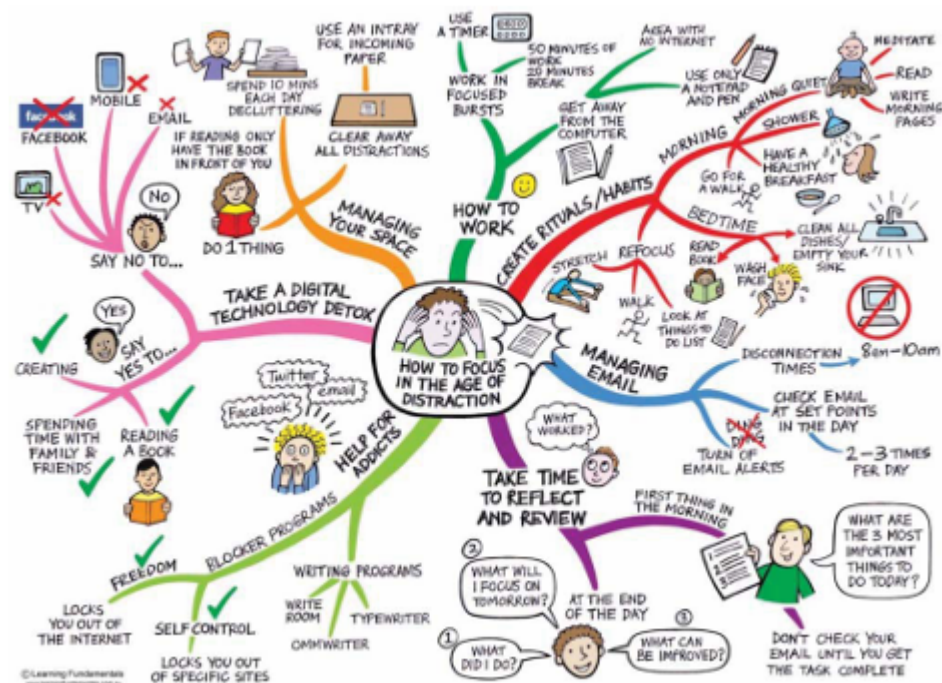 HOW TO FOCUS
IN THE AGE OF
DISTRACTION
HOW TO
WORK
WORK IN
FOCUSED
BURSTS
USE
A TIMER
50 MINUTES OF
WORK
20 MINUTES
BREAK
GET AWAY
FROM THE
COMPUTER
AREA WITH
NO INTERNET
USE ONLY
A NOTEPAD
AND PEN
CREATE RITUALS/HABITS
MORNING
MORNING QUIET
MEDITATE
READ
WRITE
MORNING
PAGES
SHOWER
HAVE A
HEALTHY
BREAKFAST
GO FOR
A WALK
BEDTIME
CLEAN ALL
DISHES/
EMPTY YOUR
SINK
READ
BOOK
WASH
FACE
REFOCUS
STRETCH
WALK
LOOK AT
THINGS TO
DO LIST
MANAGING
EMAIL
DISCONNECTION
TIMES
8am-10am
CHECK EMAIL
AT SET POINTS
IN THE DAY
2-3 TIMES
PER DAY
DING
DING
TURN OF
EMAIL ALERTS
WHAT
WORKED?
TAKE TIME
TO REFLECT
AND REVIEW
FIRST THING IN
THE MORNING
1
2
3
WHAT ARE
THE 3 MOST
IMPORTANT
THINGS TO
DO TODAY?
DON'T CHECK YOUR
EMAIL UNTIL YOU GET
THE TASK COMPLETE
AT THE END
OF THE DAY
1
WHAT
DID I DO?
2
WHAT WILL
I FOCUS ON
TOMORROW?
3
WHAT CAN
BE IMPROVED?
HELP FOR
ADDICTS
Twitter
email
Facebook
BLOCKER PROGRAMS
FREEDOM
LOCKS
YOU OUT
OF THE INTERNET
SELF CONTROL
LOCKS YOU OUT
OF SPECIFIC SITES
WRITING PROGRAMS
WRITE
ROOM
OMMWRITER
TYPEWRITER
TAKE A DIGITAL
TECHNOLOGY DETOX
NO
SAY NO TO...
TV
facebook
FACEBOOK
MOBILE
EMAIL
YES
SAY
YES TO...
CREATING
SPENDING
TIME WITH
FAMILY &
FRIENDS
READING
A BOOK
MANAGING
YOUR SPACE
SPEND 10 MINS
EACH DAY
DECLUTTERING
USE AN INTRAY
FOR INCOMING
PAPER
CLEAR AWAY
ALL DISTRACTIONS
IF READING ONLY
HAVE THE BOOK
IN FRONT OF YOU
DO 1 THING
© Learning Fundamentals